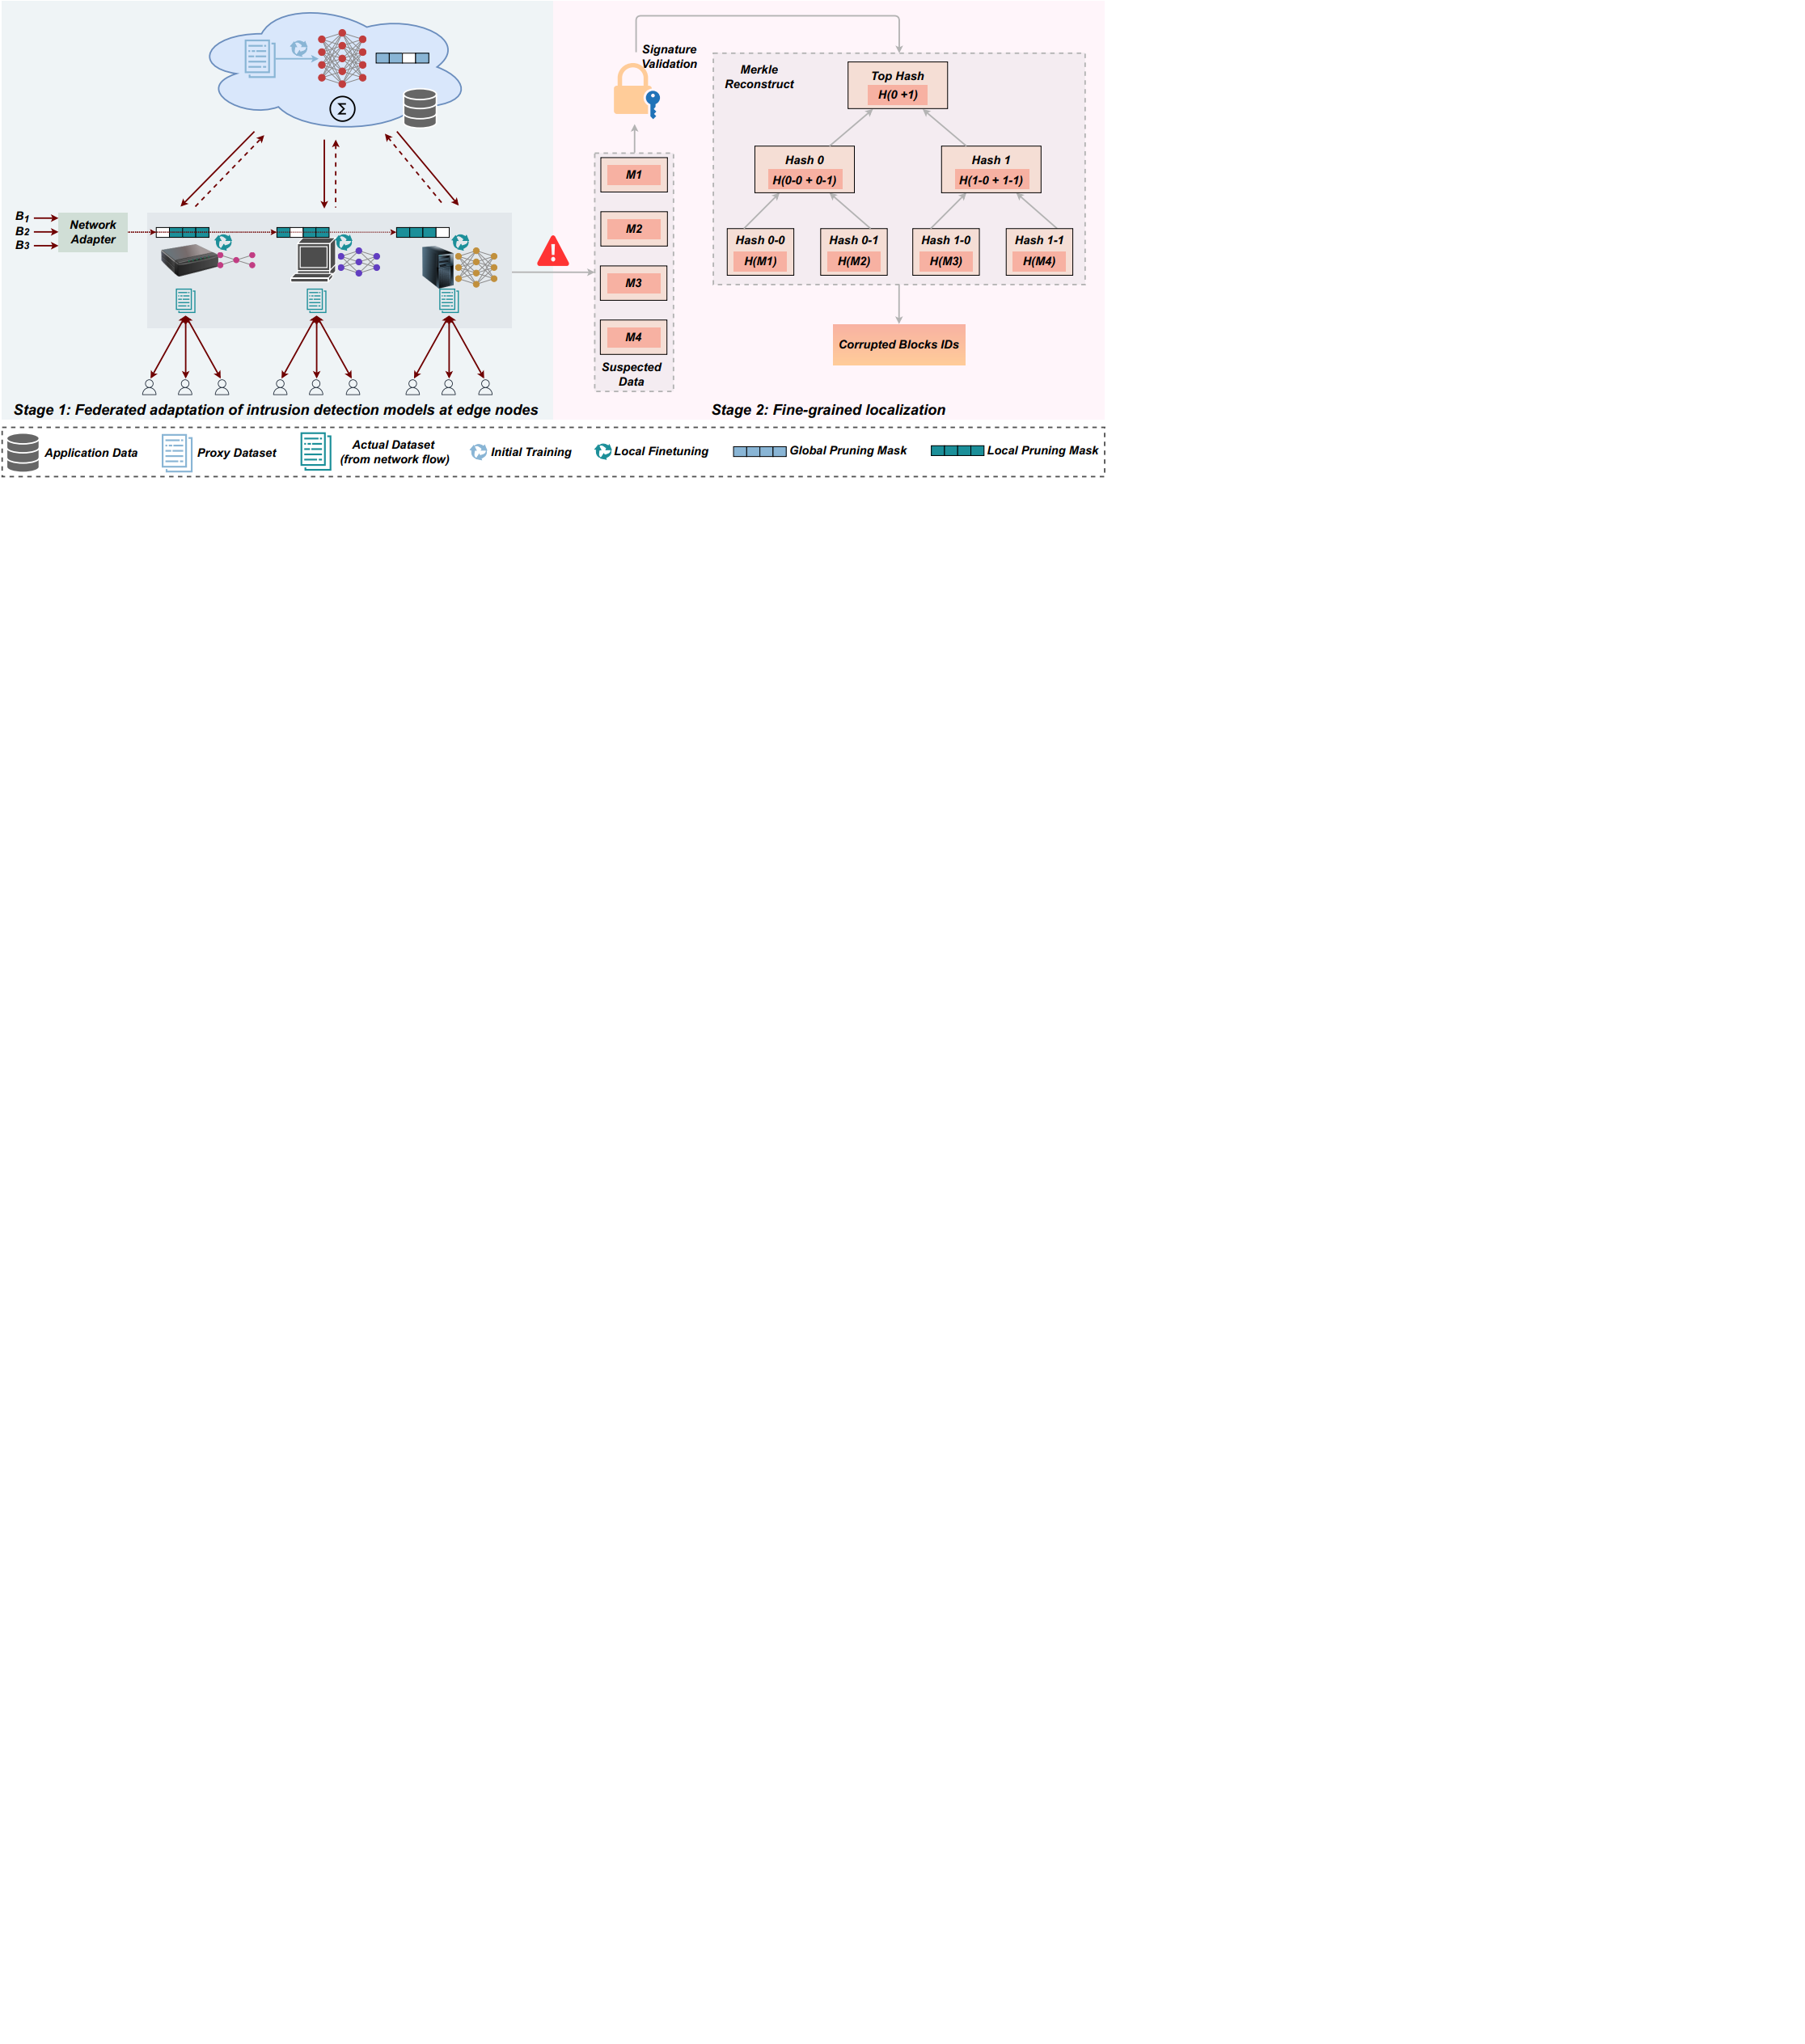 Σ
B1
B2
B3
Network
Adapter
Stage 1: Federated adaptation of intrusion detection models at edge nodes
Signature
Validation
M1
M2
M3
M4
Suspected
Data
Merkle
Reconstruct
Top Hash
H(0 +1)
Hash 0
H(0-0 + 0-1)
Hash 1
H(1-0 + 1-1)
Hash 0-0
H(M1)
Hash 0-1
H(M2)
Hash 1-0
H(M3)
Hash 1-1
H(M4)
Corrupted Blocks IDs
Stage 2: Fine-grained localization
Application Data
Proxy Dataset
Actual Dataset
(from network flow)
Initial Training
Local Finetuning
Global Pruning Mask
Local Pruning Mask